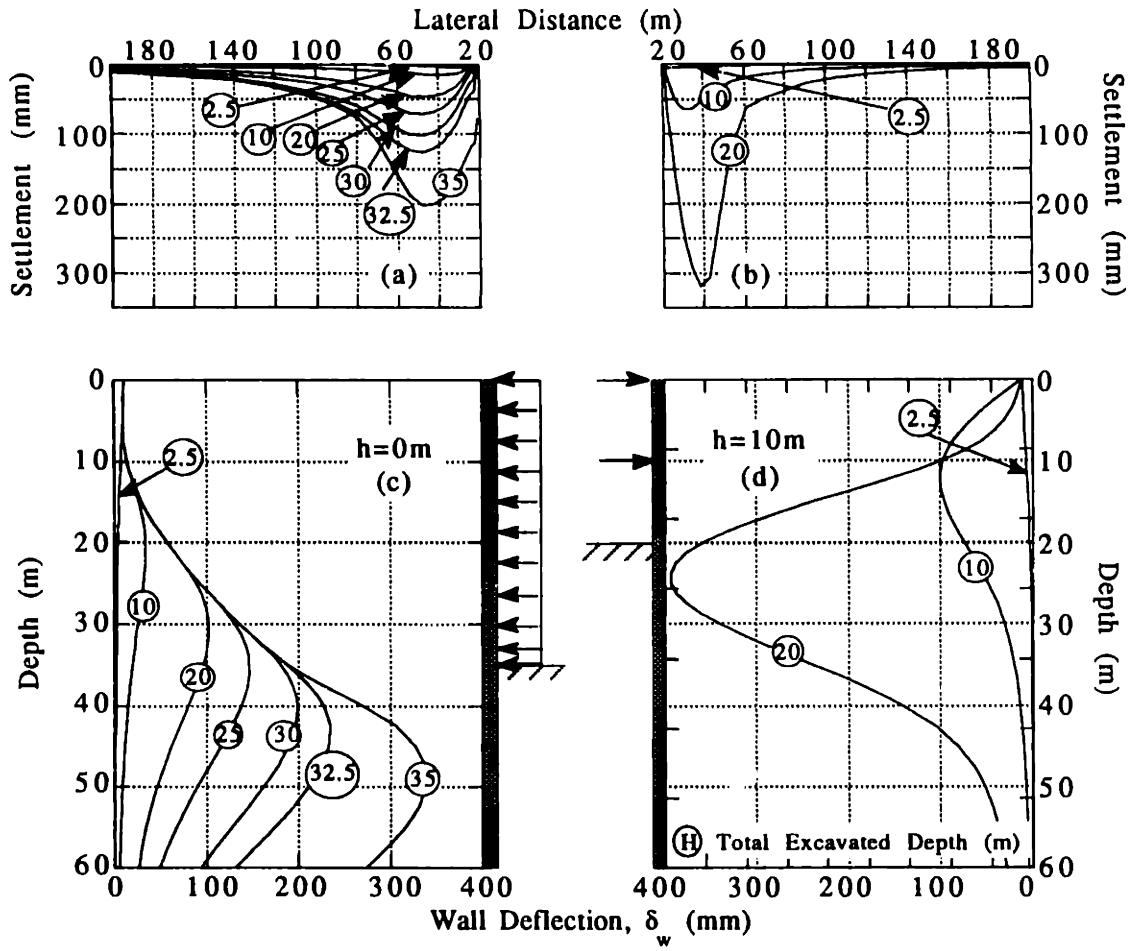 Lateral Distance (m)
180 140 100 60 20 20 60 100 140 180
0
100
200
300
Settlement (mm)
2.5 10 20 25 30 32.5 35
(a)
10 20 2.5
(b)
0
100
200
300
Settlement (mm)
0
10
20
30
40
50
60
Depth (m)
2.5
h=0m
(c)
10
20
25
30
32.5
35
2.5
h=10m
(d)
10
20
H Total Excavated Depth (m)
0
10
20
30
40
50
60
Depth (m)
0 100 200 300 400 400 300 200 100 0
Wall Deflection, δw (mm)